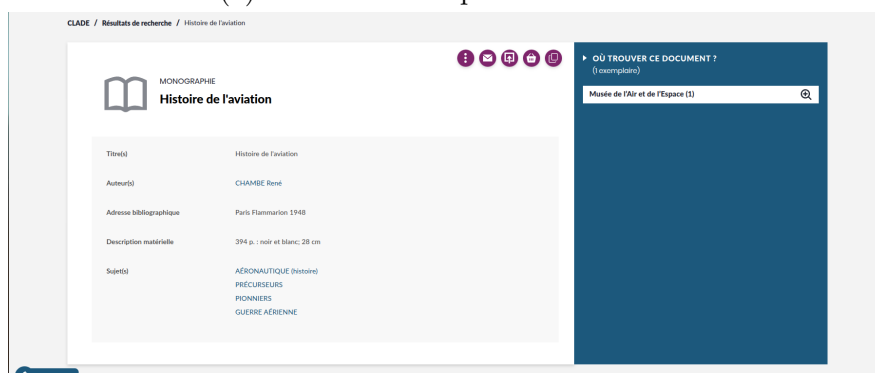 CLADE / Résultats de recherche / Histoire de l'aviation
MONOGRAPHIE
Histoire de l'aviation
Titre(s) Histoire de l'aviation
Auteur(s) CHAMBE René
Adresse bibliographique Paris Flammarion 1948
Description matérielle 394 p. : noir et blanc; 28 cm
Sujet(s) AÉRONAUTIQUE (histoire)
PRÉCURSEURS
PIONNIERS
GUERRE AÉRIENNE
OÙ TROUVER CE DOCUMENT ?
(1 exemplaire)
Musée de l'Air et de l'Espace (1)